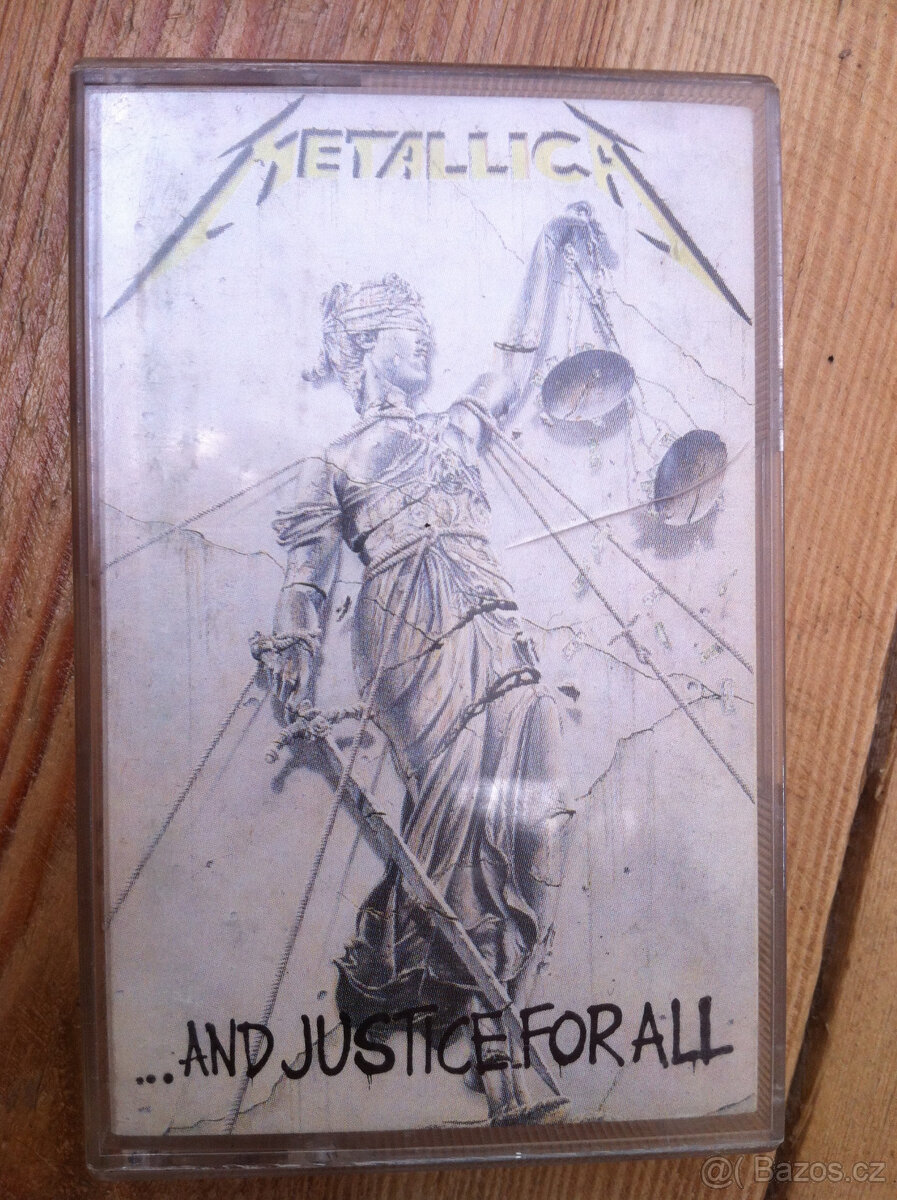 METALLICA
...AND JUSTICE FOR ALL
@( Bazos.cz